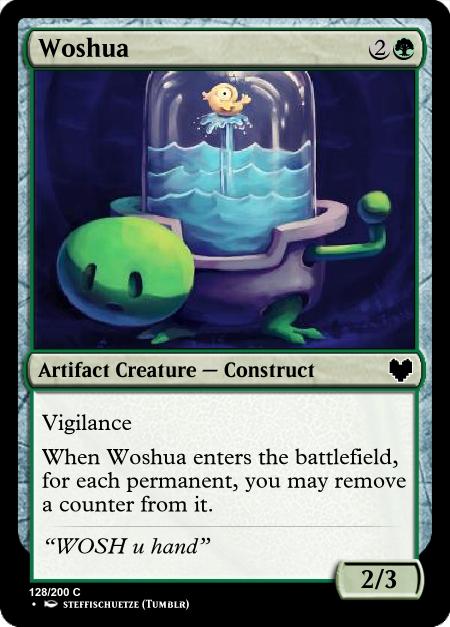 Woshua 2
Artifact Creature — Construct
Vigilance
When Woshua enters the battlefield,
for each permanent, you may remove
a counter from it.
“WOSH u hand”
2/3
128/200 C
• STEFFISCHUETZE (TUMBLR)